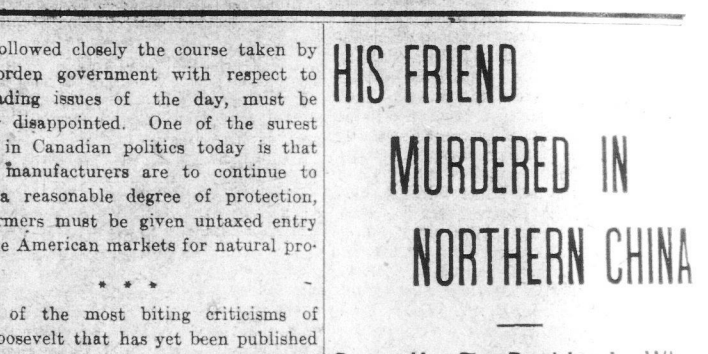 ollowed closely the course taken by
orden government with respect to
ading issues of the day, must be
disappointed. One of the surest
in Canadian politics today is that
manufacturers are to continue to
a reasonable degree of protection,
rmers must be given untaxed entry
e American markets for natural pro-
* * *
of the most biting criticisms of
oosevelt that has yet been published
HIS FRIEND
MURDERED IN
NORTHERN CHINA